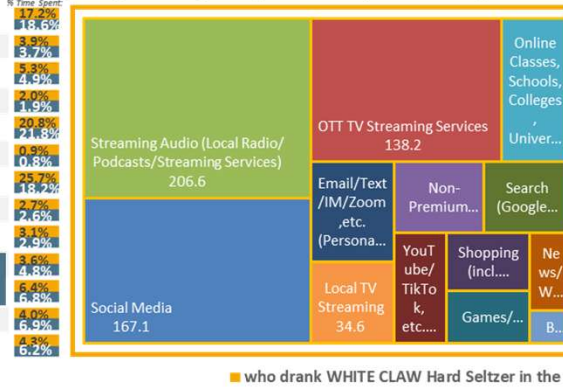 % Time Spent:
17.2%
18.6%
3.9%
3.7%
5.3%
4.9%
2.0%
1.9%
20.8%
21.8%
0.9%
0.8%
25.7%
18.2%
2.7%
2.6%
3.1%
2.9%
3.6%
4.8%
6.4%
6.8%
4.0%
6.9%
4.3%
6.2%
Streaming Audio (Local Radio/
Podcasts/Streaming Services)
206.6
Social Media
167.1
OTT TV Streaming Services
138.2
Online
Classes,
Schools,
Colleges
,
Univer...
Email/Text
/IM/Zoom
,etc.
(Persona...
Non-
Premium...
Search
(Google...
Local TV
Streaming
34.6
YouT
ube/
TikTo
k,
etc....
Shopping
(incl....
Ne
ws/
W...
Games/...
B...
who drank WHITE CLAW Hard Seltzer in the